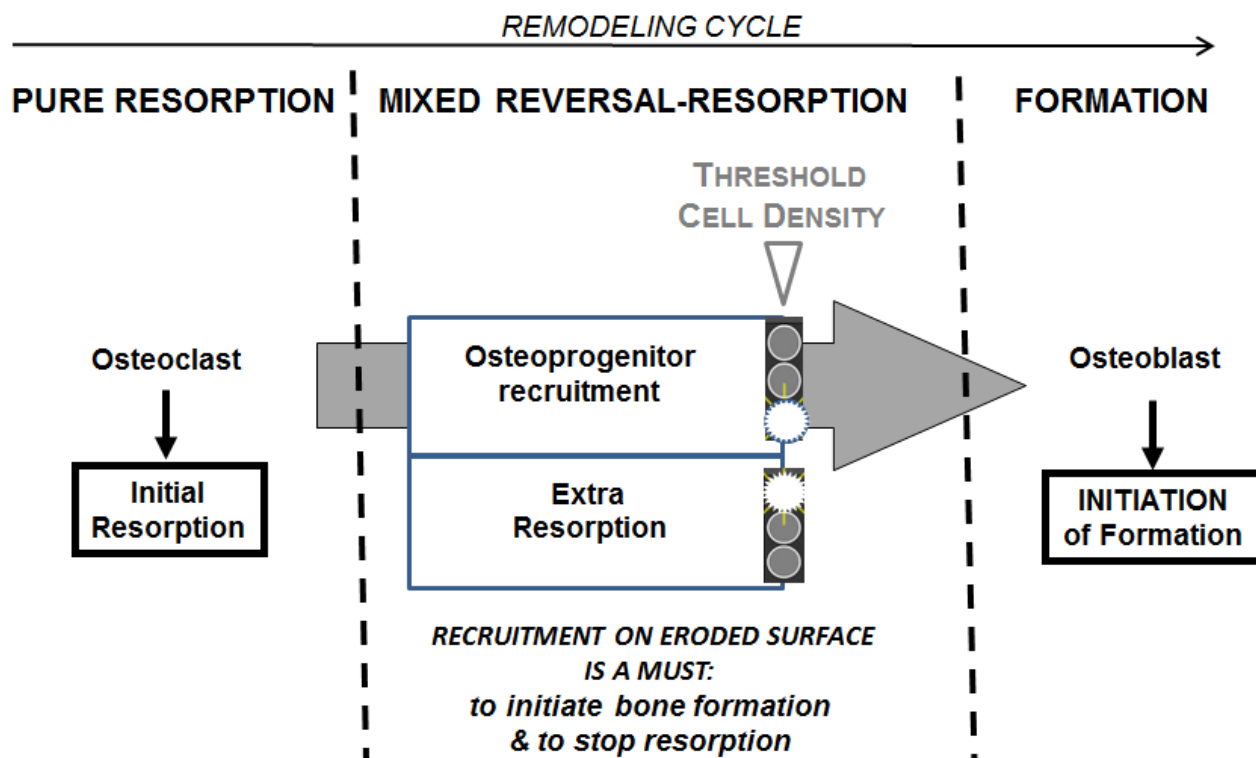 REMODELING CYCLE
PURE RESORPTION
MIXED REVERSAL-RESORPTION
FORMATION
THRESHOLD
CELL DENSITY
Osteoclast
Initial
Resorption
Osteoprogenitor
recruitment
Extra
Resorption
Osteoblast
INITIATION
of Formation
RECRUITMENT ON ERODED SURFACE
IS A MUST:
to initiate bone formation
& to stop resorption